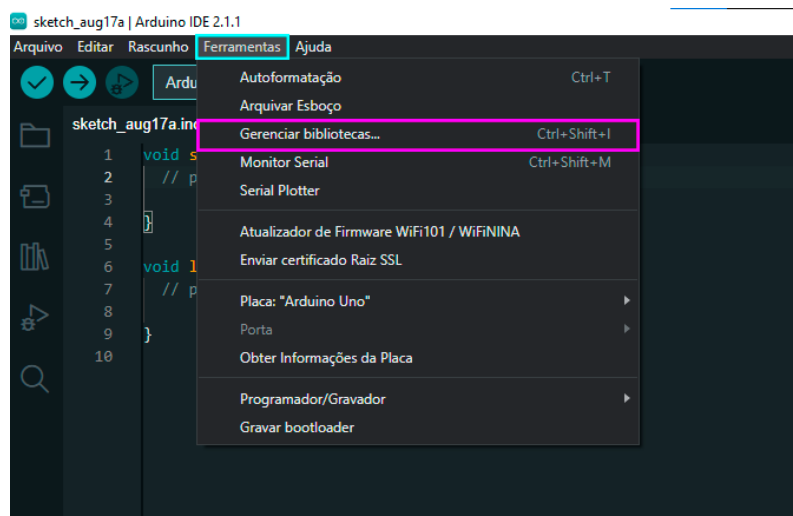 sketch_aug17a | Arduino IDE 2.1.1
Arquivo Editar Rascunho Ferramentas Ajuda
Autoformatação Ctrl+T
Arquivar Esboço
Gerenciar bibliotecas... Ctrl+Shift+I
Monitor Serial Ctrl+Shift+M
Serial Plotter
Atualizador de Firmware WiFi101 / WiFiNINA
Enviar certificado Raiz SSL
Placa: "Arduino Uno"
Porta
Obter Informações da Placa
Programador/Gravador
Gravar bootloader
Ardu
sketch_aug17a.ino
1 void s
2 // p
3
4 }
5
6 void l
7 // p
8
9 }
10